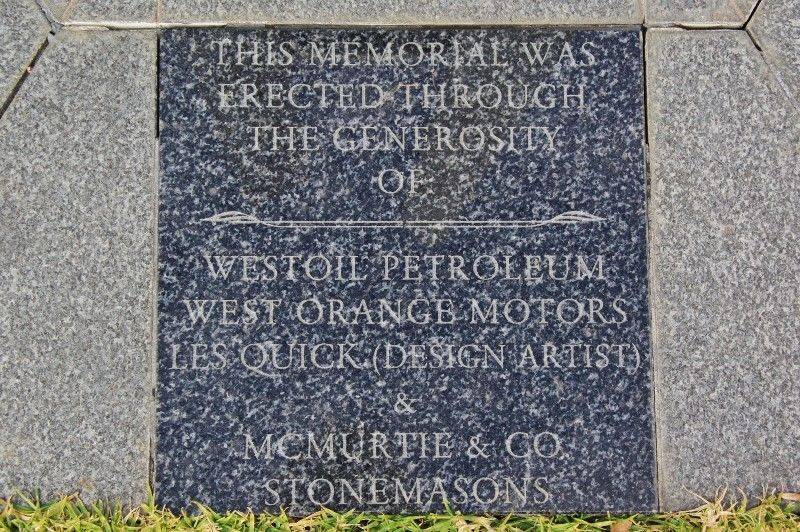 THIS MEMORIAL WAS
ERECTED THROUGH
THE GENEROSITY
OF:
WESTOIL PETROLEUM
WEST ORANGE MOTORS
LES QUICK (DESIGN ARTIST)
&
MCMURTIE & CO.
STONEMASONS